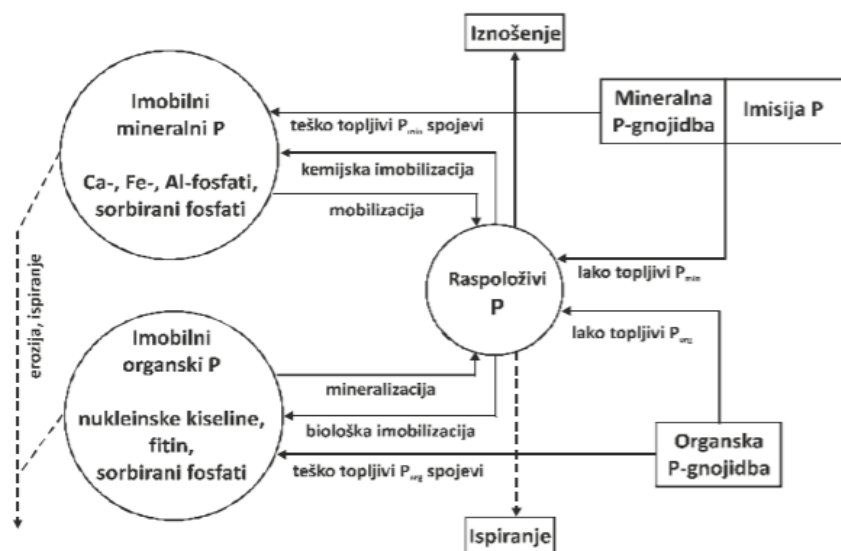 Iznošenje
Imobilni
mineralni P
Ca-, Fe-, Al-fosfati,
sorbirani fosfati
teško topljivi Pmin spojevi
kemijska imobilizacija
mobilizacija
Mineralna
P-gnojidba
Imisija P
Raspoloživi
P
lako topljivi Pmin
lako topljivi Porg
erozija, ispiranje
Imobilni
organski P
nukleinske kiseline,
fitin,
sorbirani fosfati
mineralizacija
biološka imobilizacija
teško topljivi Porg spojevi
Organska
P-gnojidba
Ispiranje